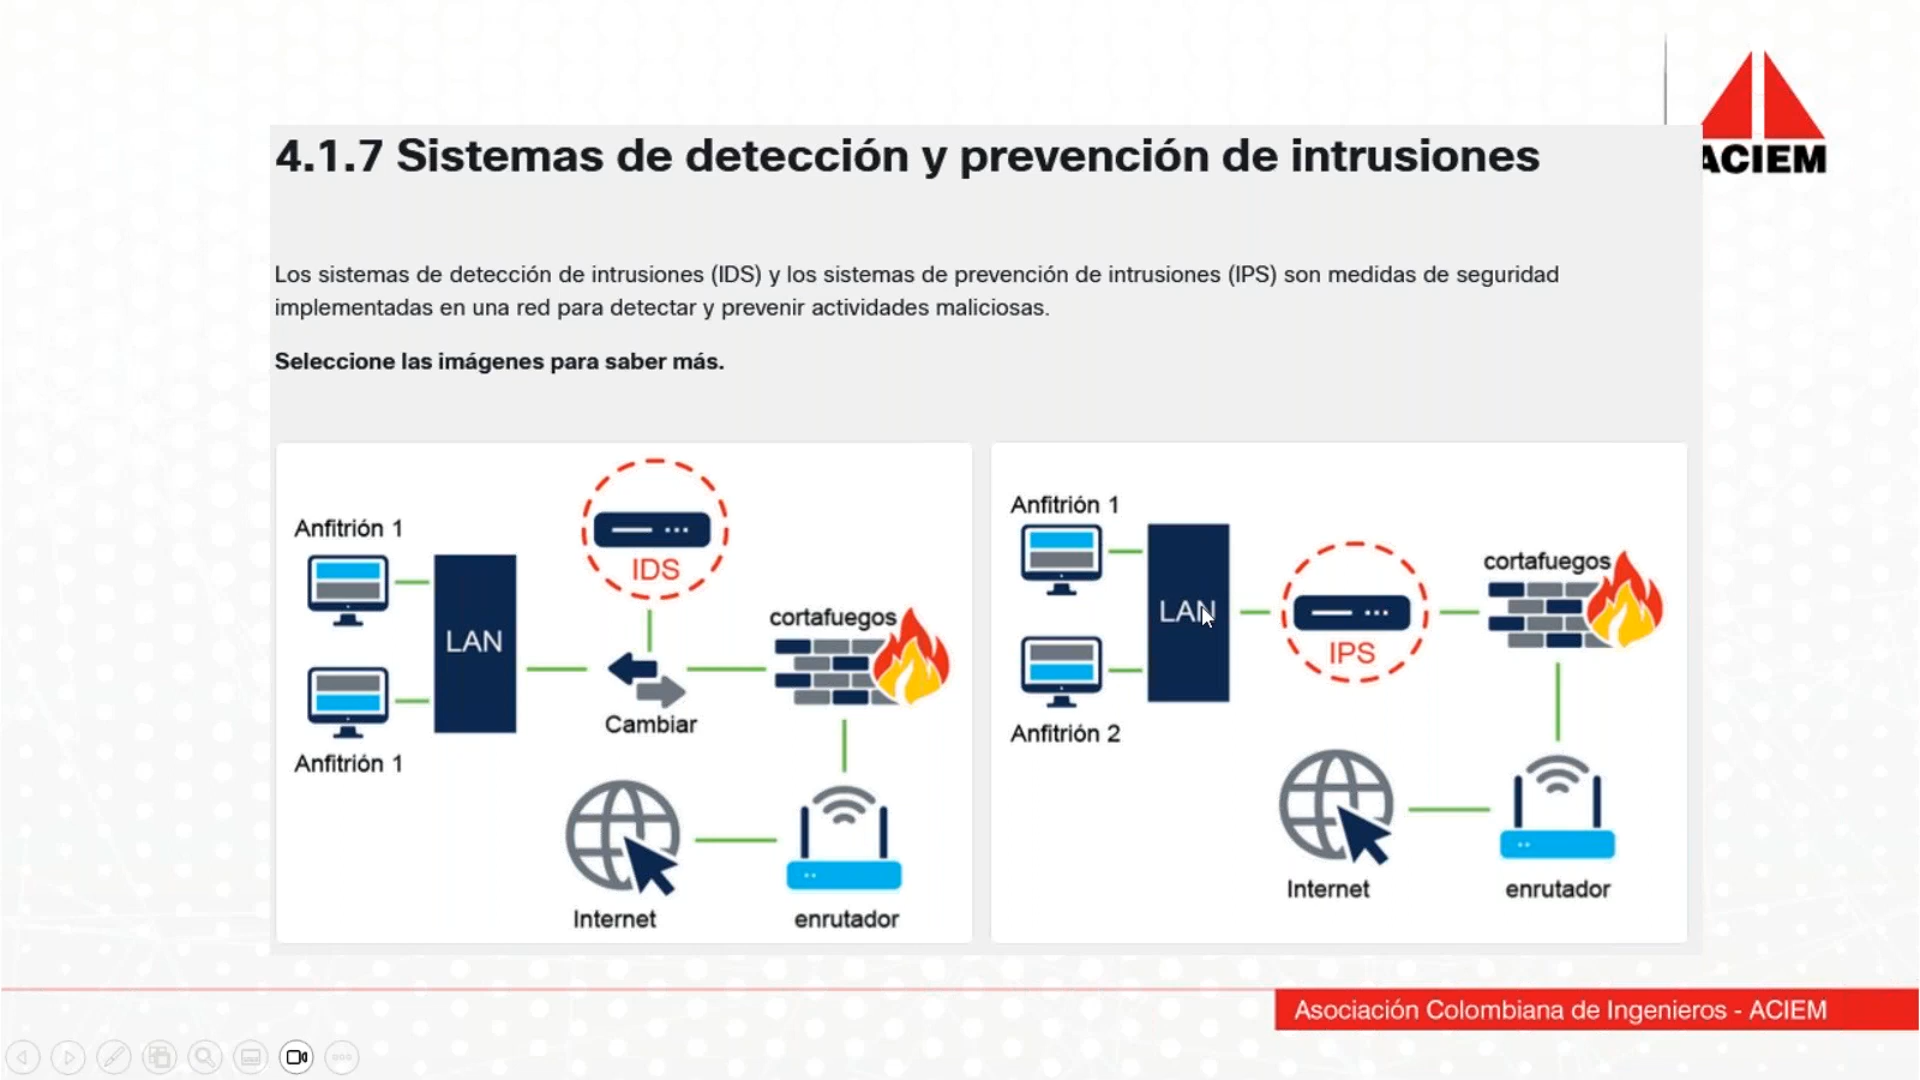 ACIEM
4.1.7 Sistemas de detección y prevención de intrusiones
Los sistemas de detección de intrusiones (IDS) y los sistemas de prevención de intrusiones (IPS) son medidas de seguridad
implementadas en una red para detectar y prevenir actividades maliciosas.
Seleccione las imágenes para saber más.
Anfitrión 1
IDS
cortafuegos
LAN
Cambiar
Anfitrión 1
Internet
enrutador
Anfitrión 1
cortafuegos
LAN
IPS
Anfitrión 2
Internet
enrutador
Asociación Colombiana de Ingenieros - ACIEM